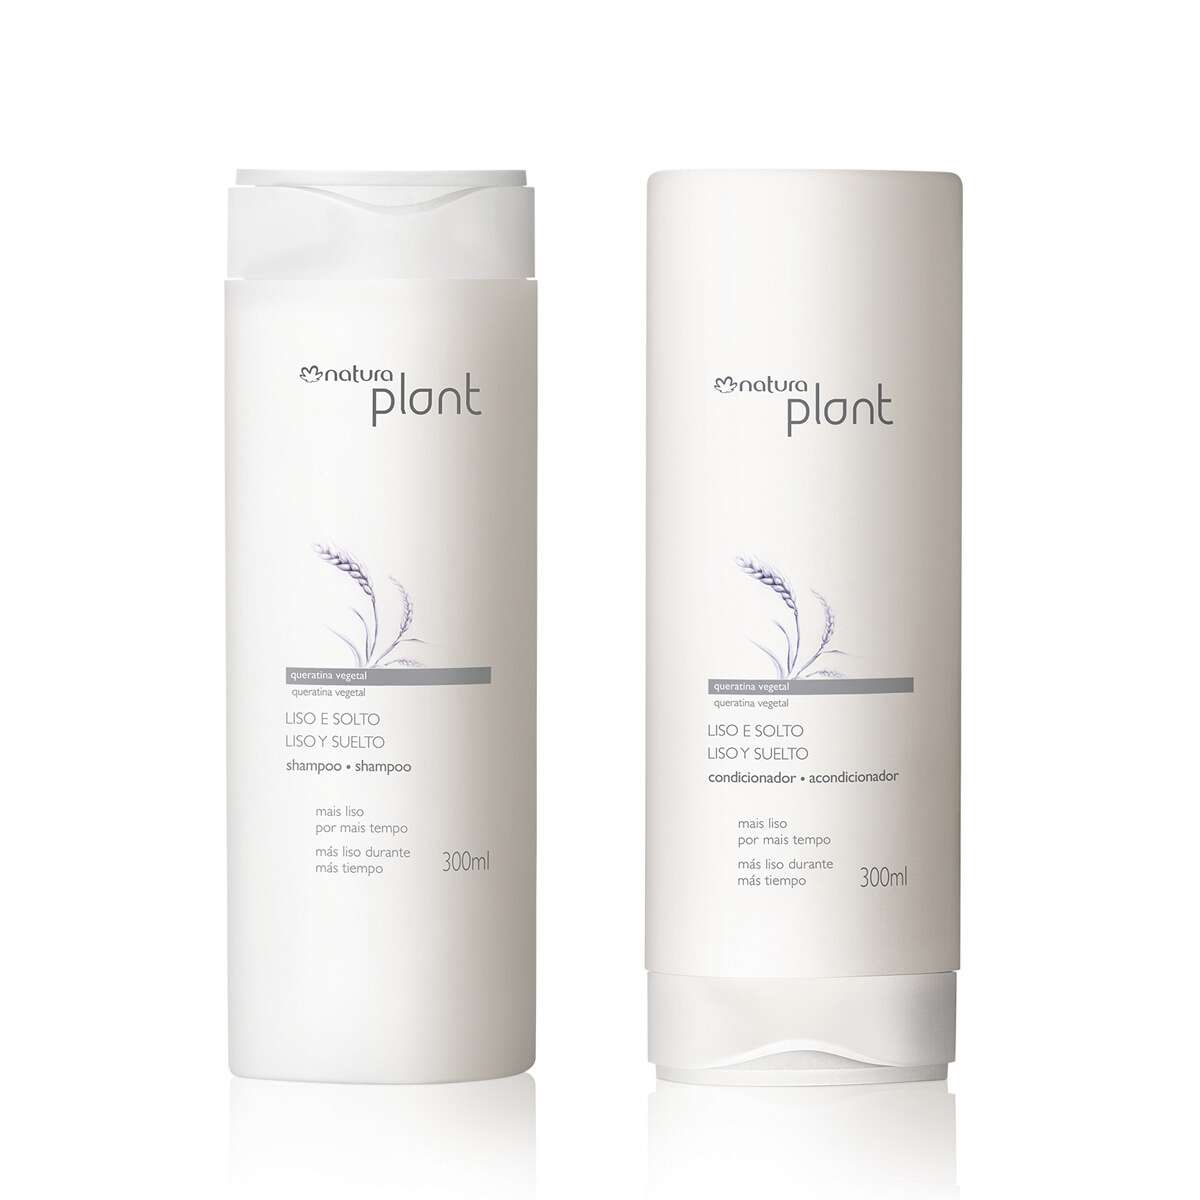 natura
plant
queratina vegetal
queratina vegetal
LISO E SOLTO
LISO Y SUELTO
shampoo • shampoo
mais liso
por mais tempo
más liso durante
más tiempo
300ml
natura
plant
queratina vegetal
queratina vegetal
LISO E SOLTO
LISO Y SUELTO
condicionador • acondicionador
mais liso
por mais tempo
más liso durante
más tiempo
300ml